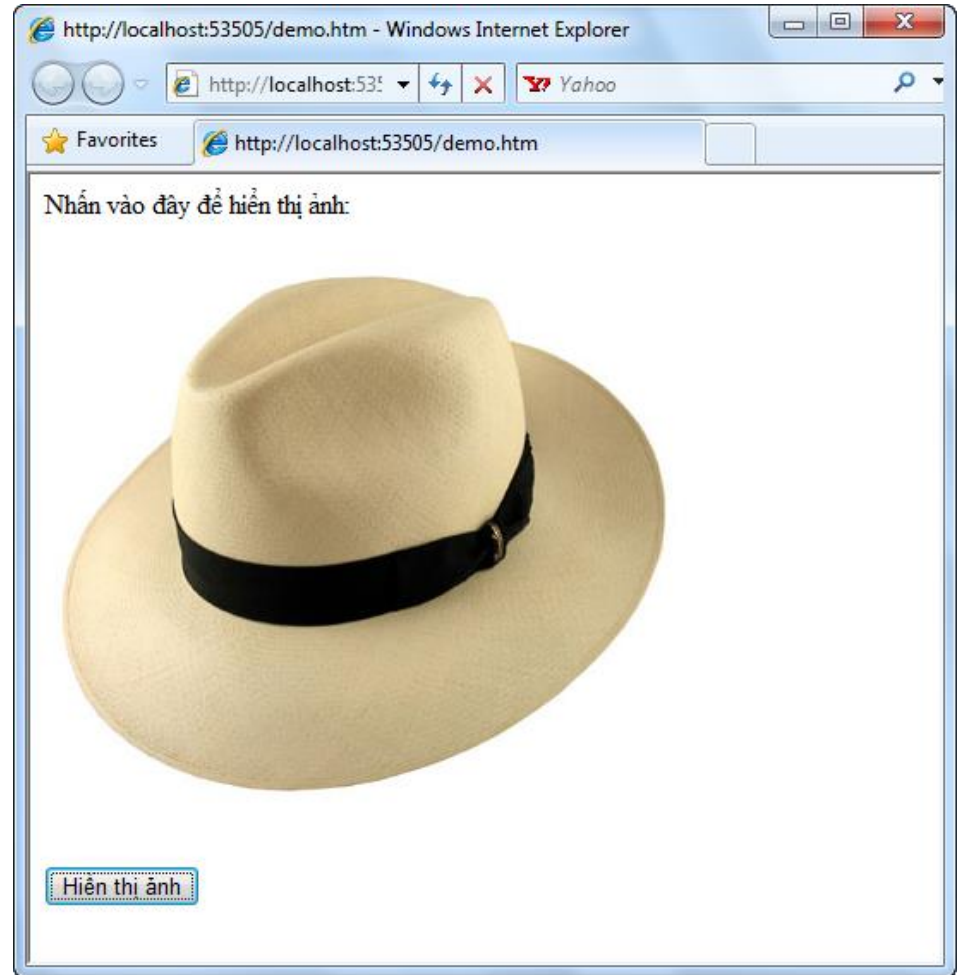 http://localhost:53505/demo.htm - Windows Internet Explorer
http://localhost:535 Yahoo
Favorites http://localhost:53505/demo.htm
Nhấn vào đây để hiển thị ảnh:
Hiển thị ảnh